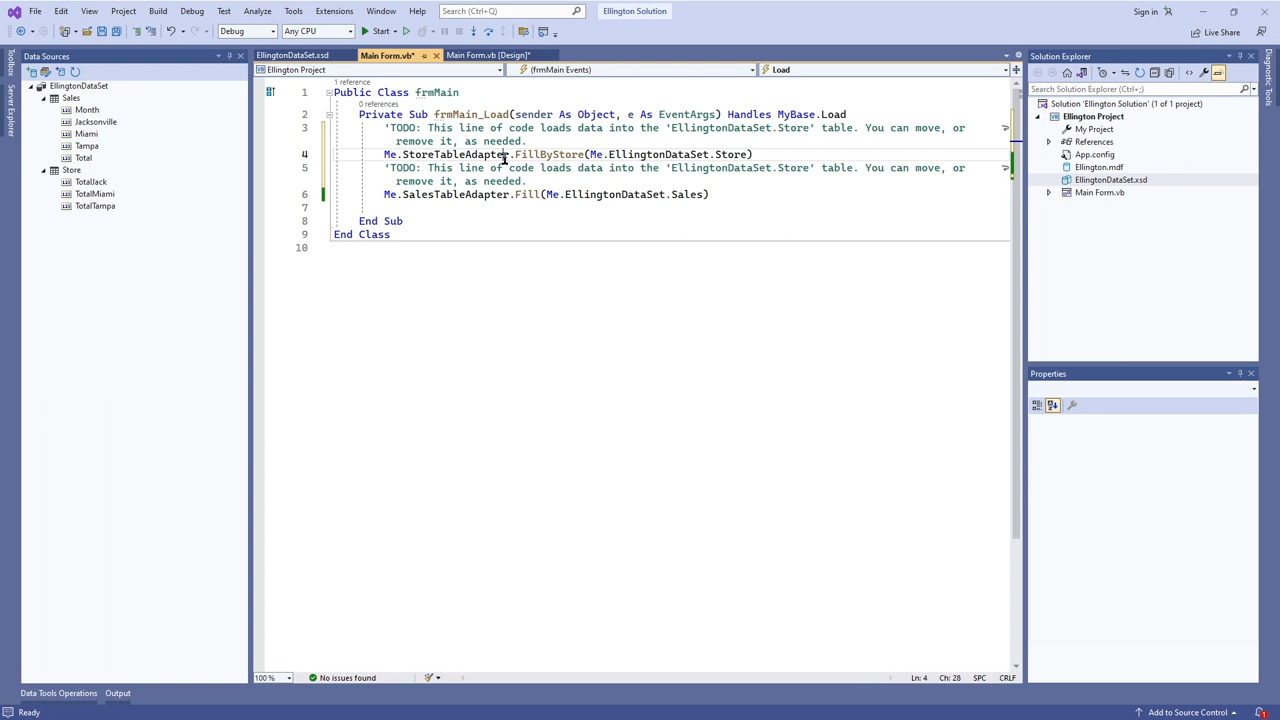 File Edit View Project Build Debug Test Analyze Tools Extensions Window Help Search (Ctrl+Q) Ellington Solution Sign in
Debug Any CPU Start Live Share
Toolbox
Server Explorer
Data Sources
EllingtonDataSet
Sales
Month
Jacksonville
Miami
Tampa
Total
Store
TotalJack
TotalMiami
TotalTampa
EllingtonDataSet.xsd Main Form.vb* Main Form.vb [Design]*
Ellington Project (frmMain Events) Load
1 reference
1 Public Class frmMain
0 references
2 Private Sub frmMain_Load(sender As Object, e As EventArgs) Handles MyBase.Load
3 'TODO: This line of code loads data into the 'EllingtonDataSet.Store' table. You can move, or
remove it, as needed.
4 Me.StoreTableAdapter.FillByStore(Me.EllingtonDataSet.Store)
5 'TODO: This line of code loads data into the 'EllingtonDataSet.Store' table. You can move, or
remove it, as needed.
6 Me.SalesTableAdapter.Fill(Me.EllingtonDataSet.Sales)
7
8 End Sub
9 End Class
10
100 % No issues found Ln: 4 Ch: 28 SPC CRLF
Solution Explorer
Search Solution Explorer (Ctrl+;)
Solution 'Ellington Solution' (1 of 1 project)
Ellington Project
My Project
References
App.config
Ellington.mdf
EllingtonDataSet.xsd
Main Form.vb
Properties
Diagnostic Tools
Data Tools Operations Output
Ready Add to Source Control 1